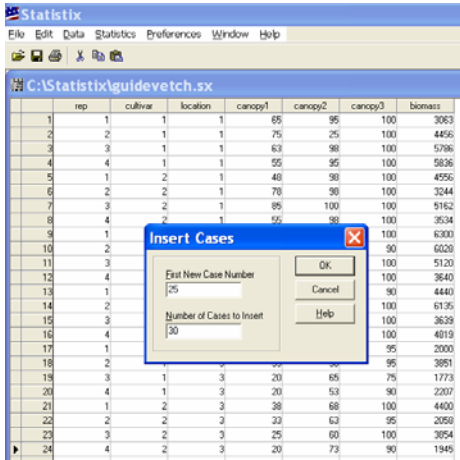 Statistix
File Edit Data Statistics Preferences Window Help
C:\Statistix\guidevetch.sx
rep cultivar location canopy1 canopy2 canopy3 biomass
1 1 1 1 65 95 100 3063
2 2 1 1 75 25 100 4456
3 3 1 1 63 98 100 5786
4 4 1 1 55 95 100 5836
5 1 2 1 48 98 100 4556
6 2 2 1 78 98 100 3244
7 3 2 1 85 100 100 5162
8 4 2 1 55 98 100 3534
9 1 100 6300
10 2 90 6028
11 3 100 5120
12 4 100 3640
13 1 90 4440
14 2 100 6135
15 3 100 3639
16 4 100 4819
17 1 95 2000
18 2 95 3851
19 3 1 3 20 65 75 1773
20 4 1 3 20 53 90 2207
21 1 2 3 38 68 100 4400
22 2 2 3 33 63 95 2058
23 3 2 3 25 60 100 3054
24 4 2 3 20 73 90 1945
Insert Cases
First New Case Number
25
Number of Cases to Insert
30
OK
Cancel
Help